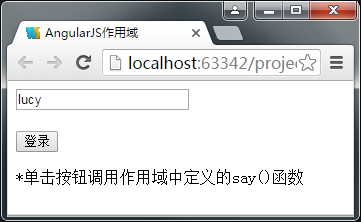 AngularJS作用域
localhost:63342/proje
lucy
登录
*单击按钮调用作用域中定义的say()函数